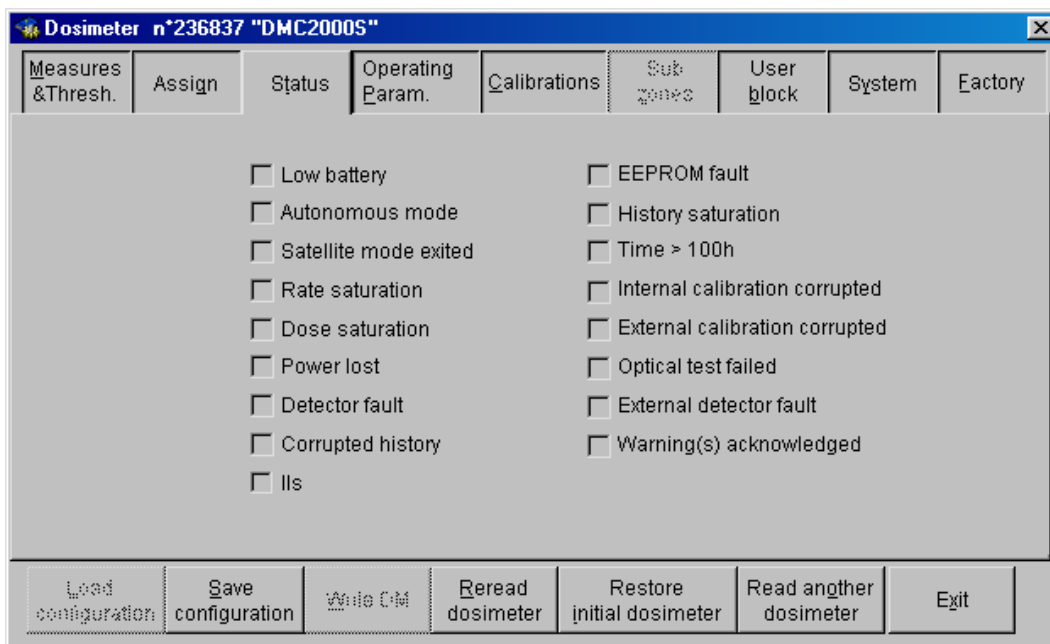 Dosimeter n°236837 "DMC2000S"
Measures
&Thresh.
Assign
Status
Operating
Param.
Calibrations
Sub
zones
User
block
System
Factory
Low battery
Autonomous mode
Satellite mode exited
Rate saturation
Dose saturation
Power lost
Detector fault
Corrupted history
Ils
EEPROM fault
History saturation
Time > 100h
Internal calibration corrupted
External calibration corrupted
Optical test failed
External detector fault
Warning(s) acknowledged
Load
configuration
Save
configuration
Write DM
Reread
dosimeter
Restore
initial dosimeter
Read another
dosimeter
Exit